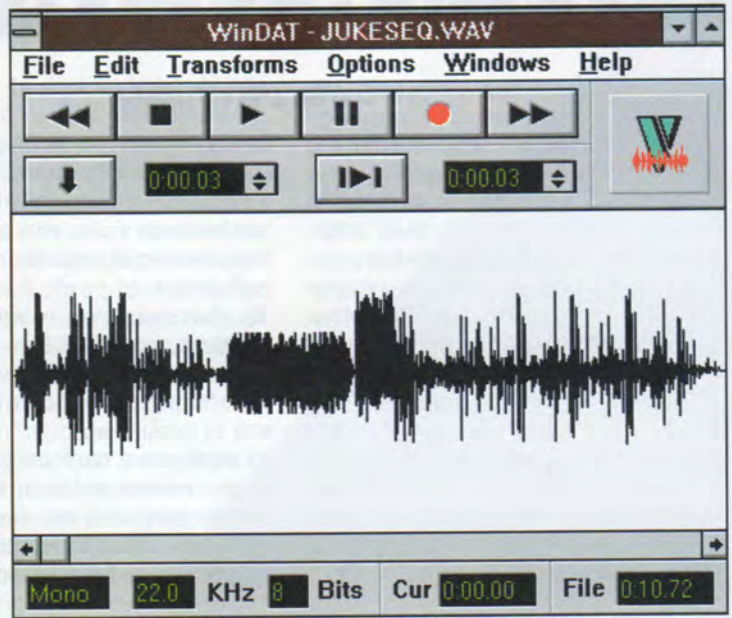 WinDAT - JUKESEQ.WAV
File Edit Transforms Options Windows Help
0:00.03 0:00.03
Mono 22.0 KHz 8 Bits Cur 0:00.00 File 0:10.72